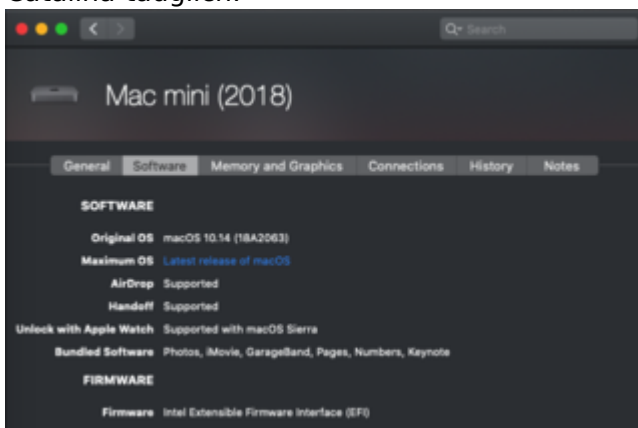 Search
Mac mini (2018)
General Software Memory and Graphics Connections History Notes
SOFTWARE
Original OS macOS 10.14 (18A2063)
Maximum OS Latest release of macOS
AirDrop Supported
Handoff Supported
Unlock with Apple Watch Supported with macOS Sierra
Bundled Software Photos, iMovie, GarageBand, Pages, Numbers, Keynote
FIRMWARE
Firmware Intel Extensible Firmware Interface (EFI)